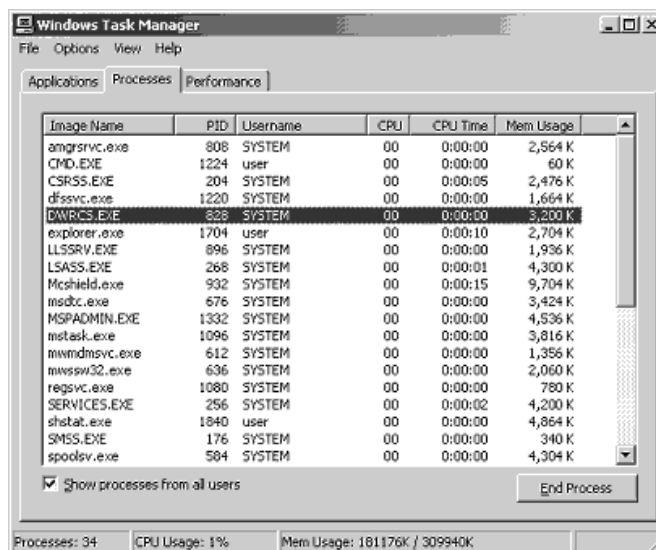 Windows Task Manager
File Options View Help
Applications Processes Performance
Image Name PID Username CPU CPU Time Mem Usage
amgrsrvc.exe 808 SYSTEM 00 0:00:00 2,564 K
CMD.EXE 1224 user 00 0:00:00 60 K
CSRSS.EXE 204 SYSTEM 00 0:00:05 2,476 K
dfssvc.exe 1220 SYSTEM 00 0:00:00 1,664 K
DWRCS.EXE 828 SYSTEM 00 0:00:00 3,200 K
explorer.exe 1704 user 00 0:00:10 2,704 K
LLSSRV.EXE 896 SYSTEM 00 0:00:00 1,936 K
LSASS.EXE 268 SYSTEM 00 0:00:01 4,300 K
Mcshield.exe 932 SYSTEM 00 0:00:15 9,704 K
msdtc.exe 676 SYSTEM 00 0:00:00 3,424 K
MSPADMIN.EXE 1332 SYSTEM 00 0:00:00 4,536 K
mstask.exe 1096 SYSTEM 00 0:00:00 3,816 K
mwmdmsvc.exe 612 SYSTEM 00 0:00:00 1,356 K
mwssw32.exe 636 SYSTEM 00 0:00:00 2,060 K
regsvc.exe 1080 SYSTEM 00 0:00:00 780 K
SERVICES.EXE 256 SYSTEM 00 0:00:02 4,200 K
shstat.exe 1840 user 00 0:00:00 4,864 K
SMSS.EXE 176 SYSTEM 00 0:00:00 340 K
spoolsv.exe 584 SYSTEM 00 0:00:00 4,304 K
Show processes from all users
End Process
Processes: 34 CPU Usage: 1% Mem Usage: 181176K / 309940K